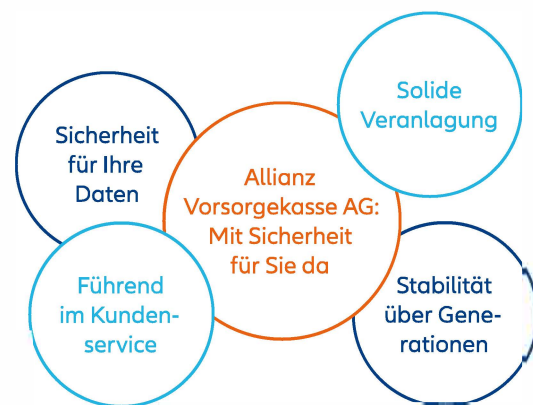 Solide
Veranlagung
Sicherheit
für Ihre
Daten
Allianz
Vorsorgekasse AG:
Mit Sicherheit
für Sie da
Führend
im Kunden-
service
Stabilität
über Gene-
rationen